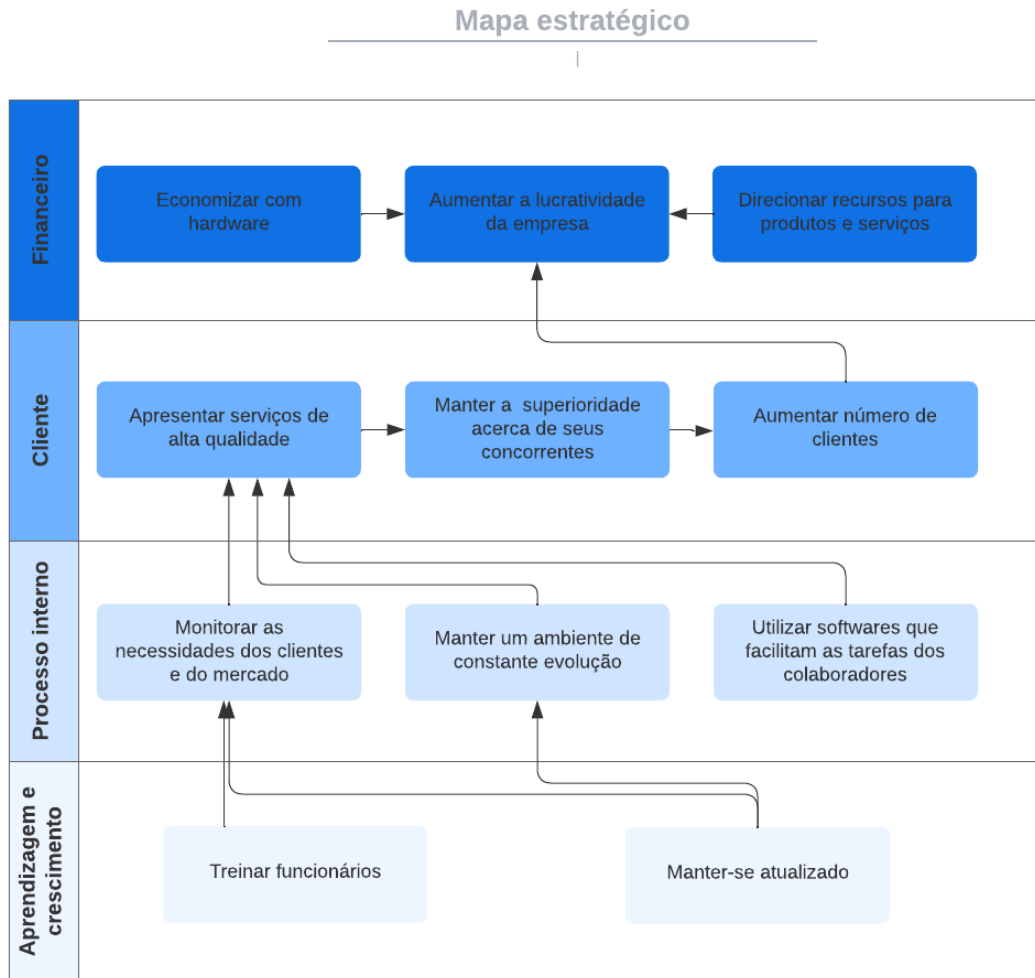 Mapa estratégico
Financeiro
Economizar com
hardware
Aumentar a lucratividade
da empresa
Direcionar recursos para
produtos e serviços
Cliente
Apresentar serviços de
alta qualidade
Manter a  superioridade
acerca de seus
concorrentes
Aumentar número de
clientes
Processo interno
Monitorar as
necessidades dos clientes
e do mercado
Manter um ambiente de
constante evolução
Utilizar softwares que
facilitam as tarefas dos
colaboradores
Aprendizagem e
crescimento
Treinar funcionários
Manter-se atualizado